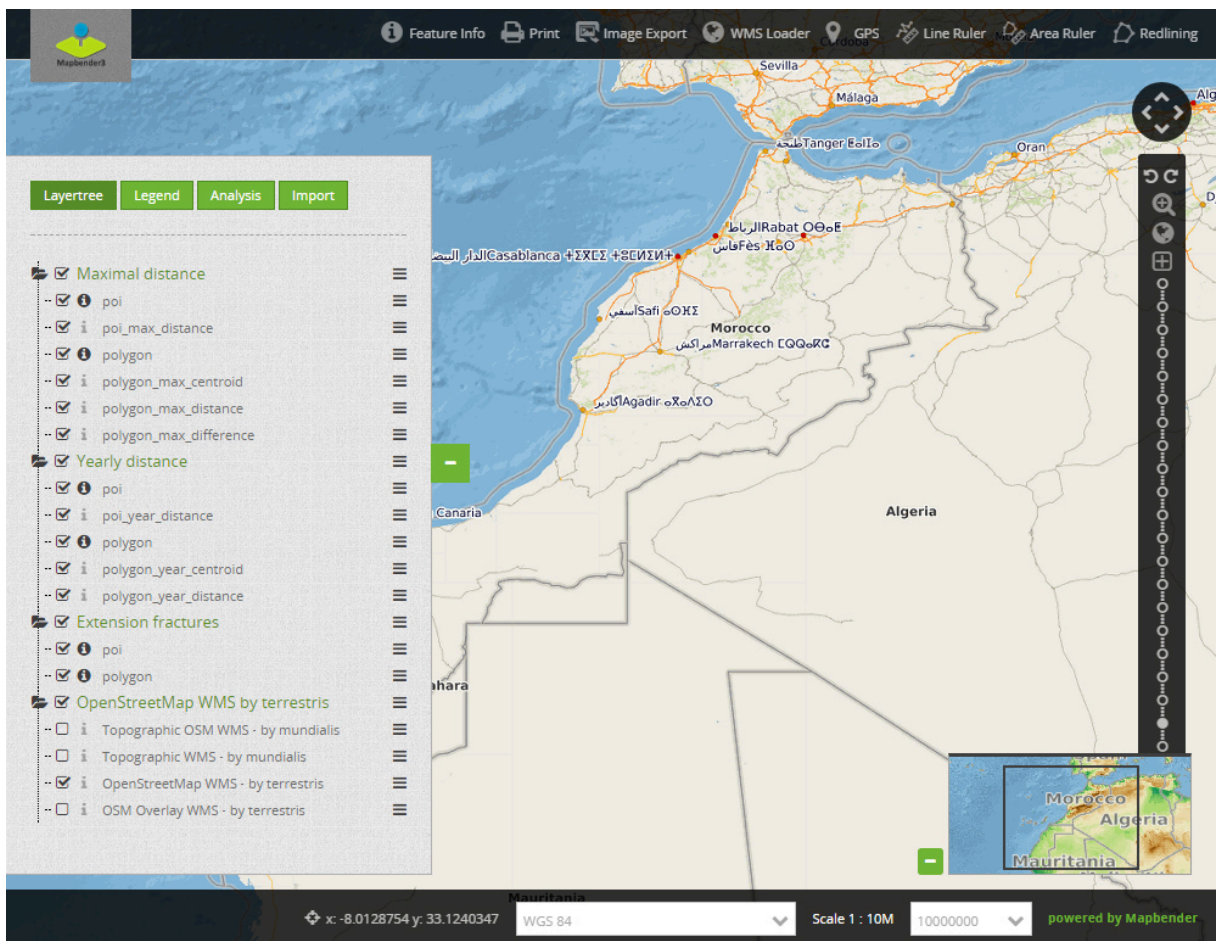 Mapbender3
Feature Info
Print
Image Export
WMS Loader
GPS
Line Ruler
Area Ruler
Redlining
Sevilla
Málaga
طنجة Tanger ⵟⴰⵏⵊⴰ
Oran
Layertree
Legend
Analysis
Import
الرباط Rabat ⵔⴱⴰⵟ
فاس Fès ⴼⴰⵙ
Casablanca
Maximal distance
poi
آسفي Safi ⴰⵙⴼⵉ
poi_max_distance
Morocco
polygon
مراكش Marrakech
polygon_max_centroid
polygon_max_distance
أكادير Agadir ⴰⴳⴰⴷⵉⵔ
polygon_max_difference
Yearly distance
poi
Canaria
Algeria
poi_year_distance
polygon
polygon_year_centroid
polygon_year_distance
Extension fractures
poi
polygon
ahara
OpenStreetMap WMS by terrestris
Topographic OSM WMS - by mundialis
Topographic WMS - by mundialis
OpenStreetMap WMS - by terrestris
OSM Overlay WMS - by terrestris
Morocco
Algeria
Mauritania
Mauritania
x: -8.0128754 y: 33.1240347
WGS 84
Scale 1 : 10M
10000000
powered by Mapbender